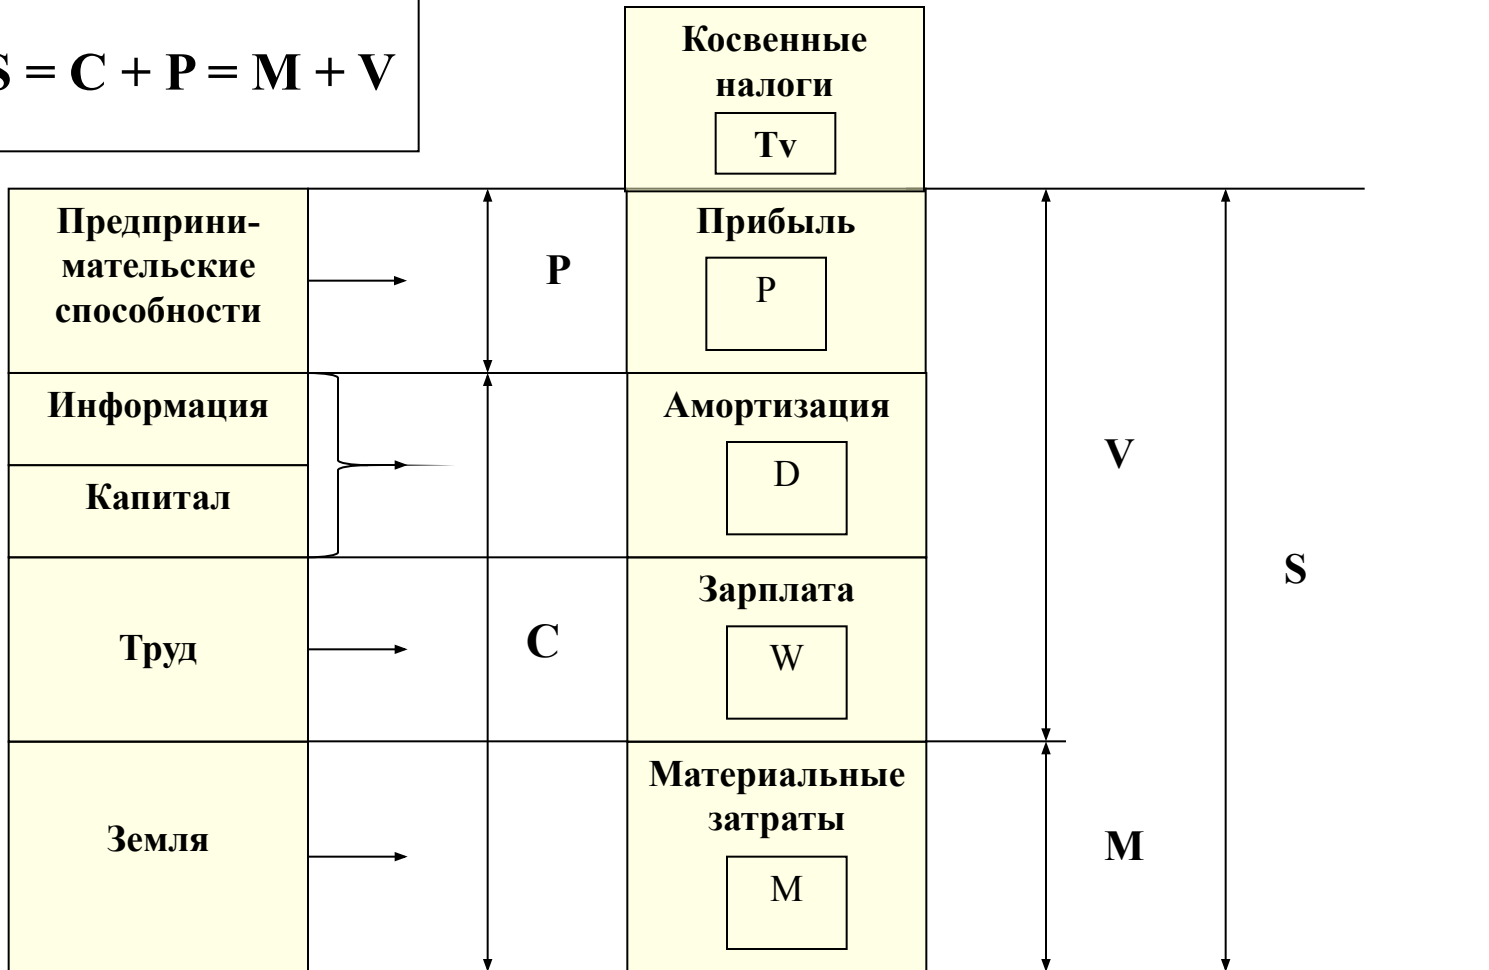 S = C + P = M + V
Косвенные
налоги
Tv
Предприни-
мательские
способности
P
Прибыль
P
Информация
Капитал
Амортизация
D
V
Труд
C
Зарплата
W
S
Земля
Материальные
затраты
M
M